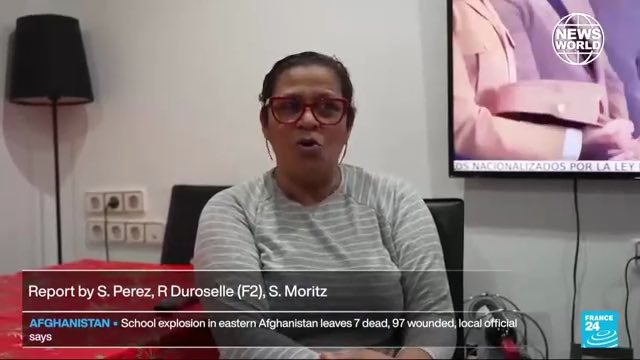 NEWS
WORLD
OS NACIONALIZADOS POR LA LEY
Report by S. Perez, R Duroselle (F2), S. Moritz
AFGHANISTAN • School explosion in eastern Afghanistan leaves 7 dead, 97 wounded, local official
says
FRANCE
24